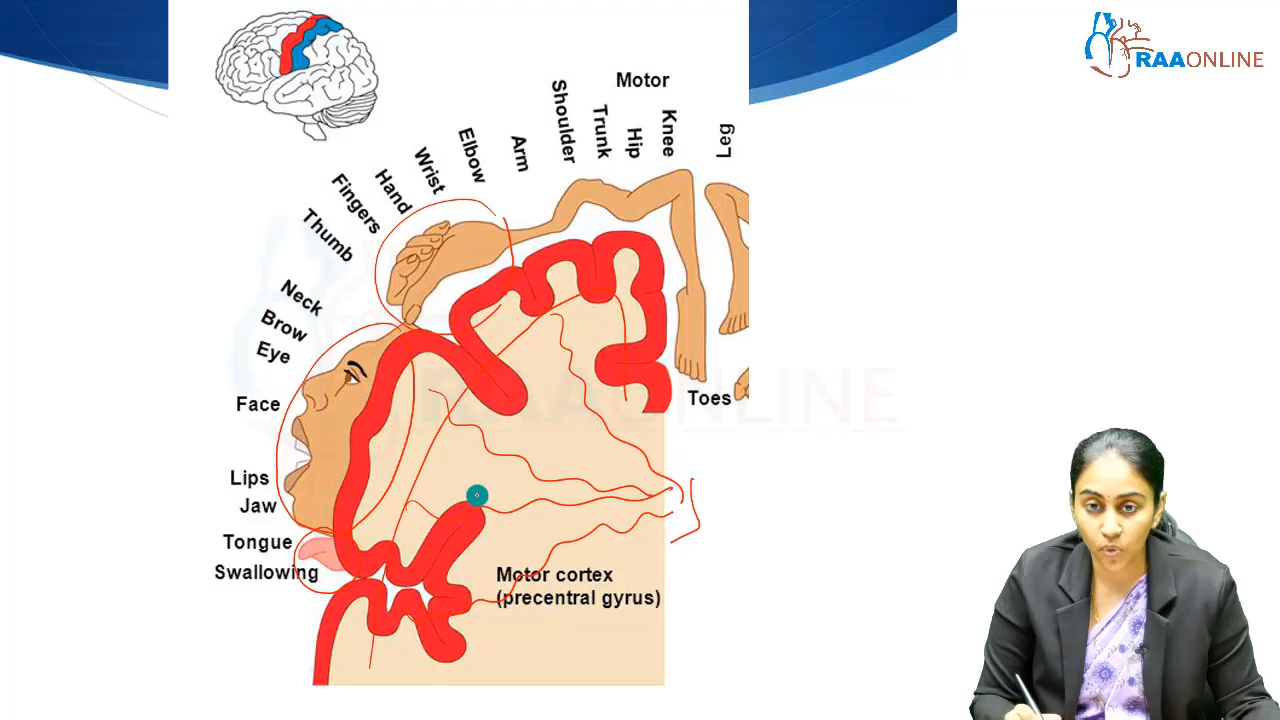 RAAONLINE
Motor
Leg
Knee
Hip
Trunk
Shoulder
Arm
Elbow
Wrist
Hand
Fingers
Thumb
Neck
Brow
Eye
Face
Lips
Jaw
Tongue
Swallowing
Toes
Motor cortex
(precentral gyrus)
RAAONLINE